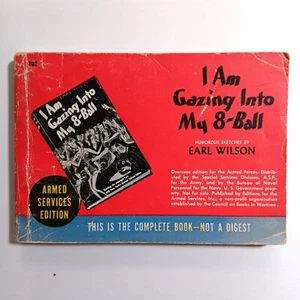 702
I Am
Gazing Into
My 8-Ball
I Am
Gazing Into
My 8-Ball
HUMOROUS SKETCHES BY
EARL WILSON
Overseas edition for the Armed Forces. Distrib-
uted by the Special Services Division, A.S.F.,
for the Army, and by the Bureau of Naval
Personnel for the Navy. U. S. Government prop-
erty. Not for sale. Published by Editions for the
Armed Services, Inc., a non-profit organization
established by the Council on Books in Wartime.
ARMED
SERVICES
EDITION
THIS IS THE COMPLETE BOOK—NOT A DIGEST